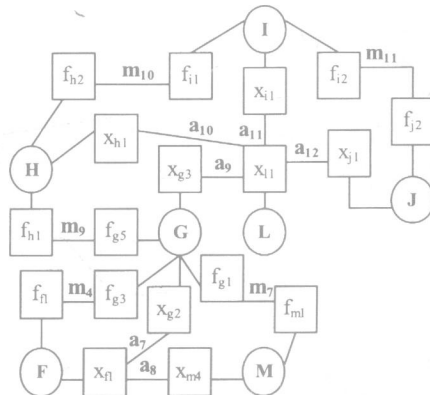 I
f_h2 m_10 f_i1 f_i2 m_11
x_i1 f_j2
x_h1 a_10 a_11
H x_g3 a_9 x_l1 a_12 x_j1
J
f_h1 m_9 f_g5 G L
f_f1 m_4 f_g3 x_g2 f_g1 m_7 f_m1
a_7
F x_f1 a_8 x_m4 M